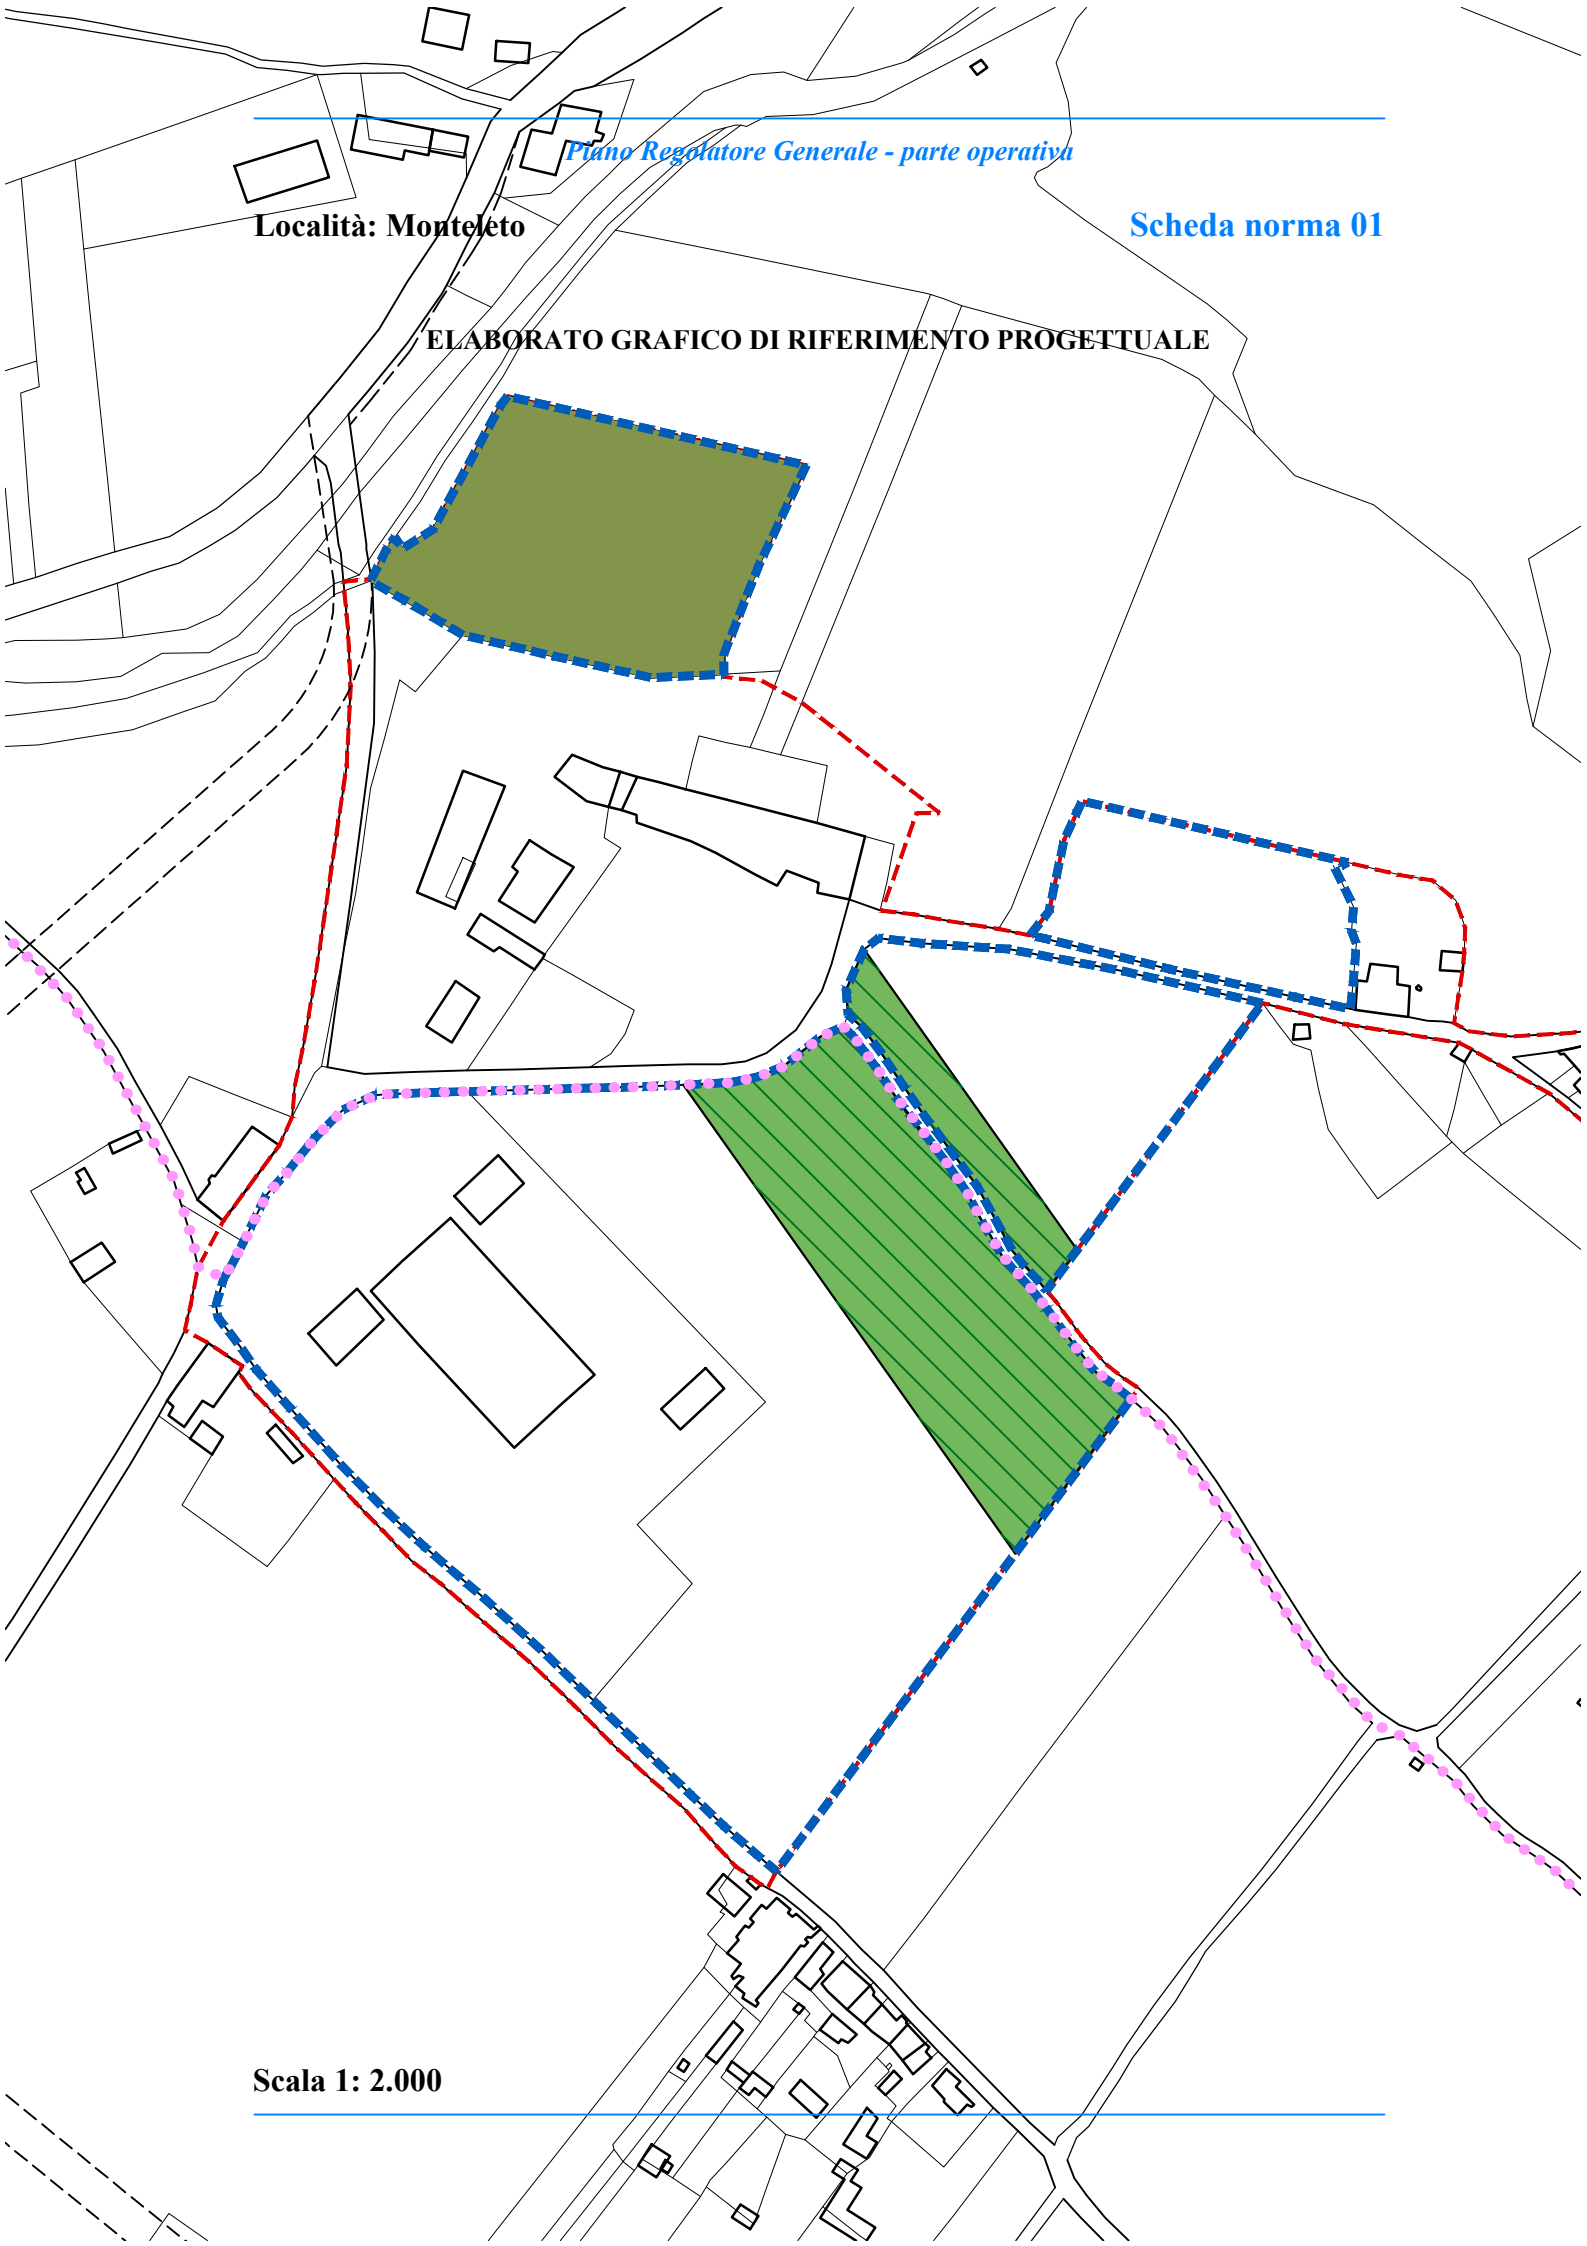 Piano Regolatore Generale - parte operativa
Località: Monteleto
Scheda norma 01
ELABORATO GRAFICO DI RIFERIMENTO PROGETTUALE
Scala 1: 2.000